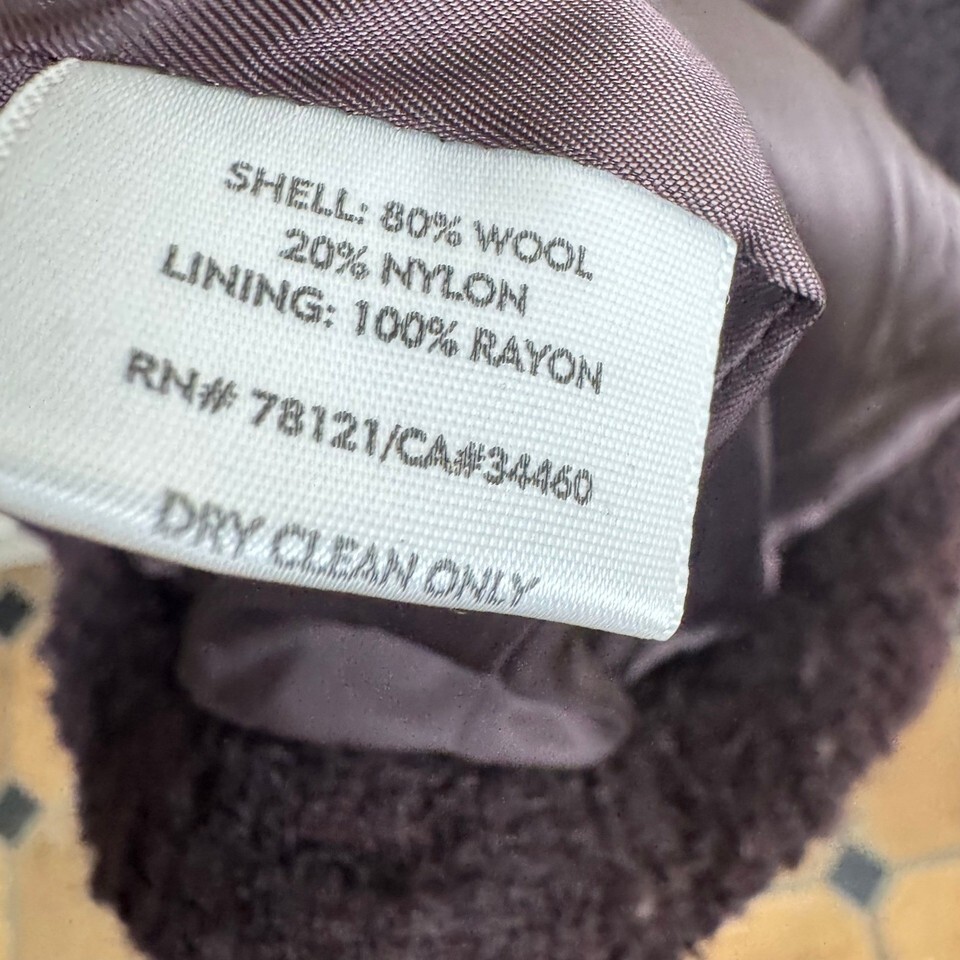 SHELL: 80% WOOL
20% NYLON
LINING: 100% RAYON
RN# 78121/CA#34460
DRY CLEAN ONLY